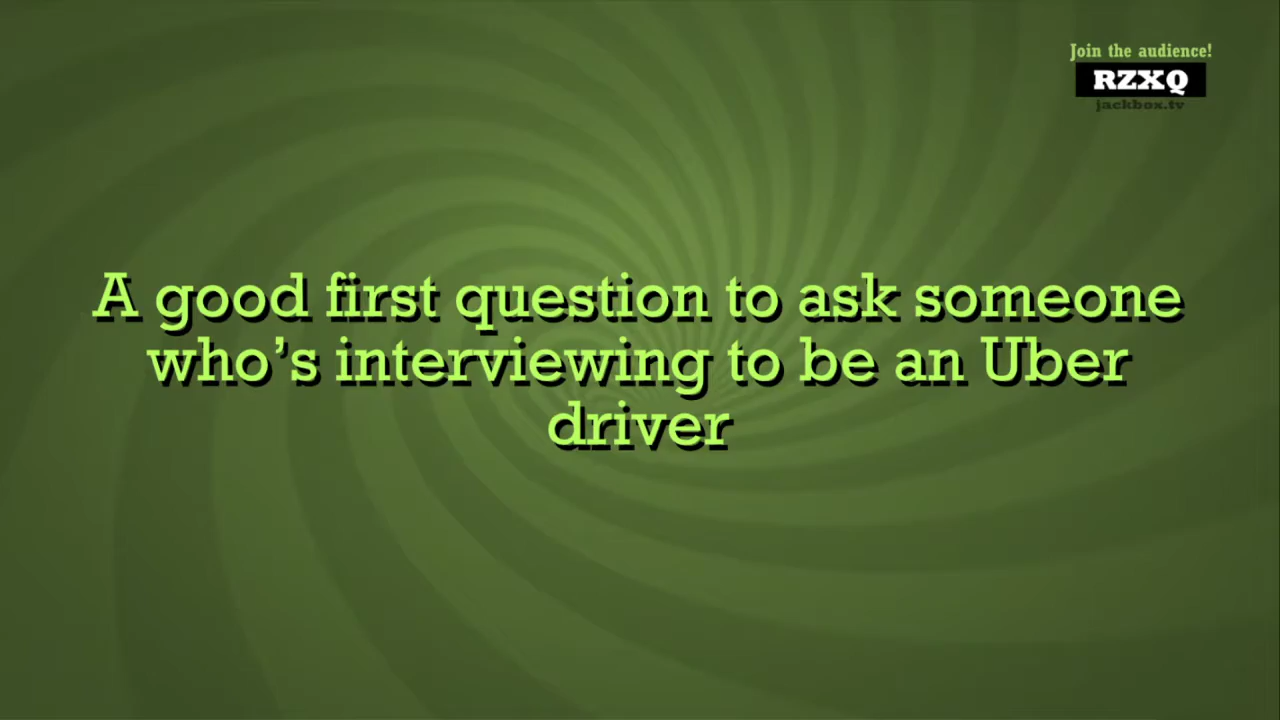 Join the audience!
RZXQ
jackbox.tv
A good first question to ask someone
who's interviewing to be an Uber
driver